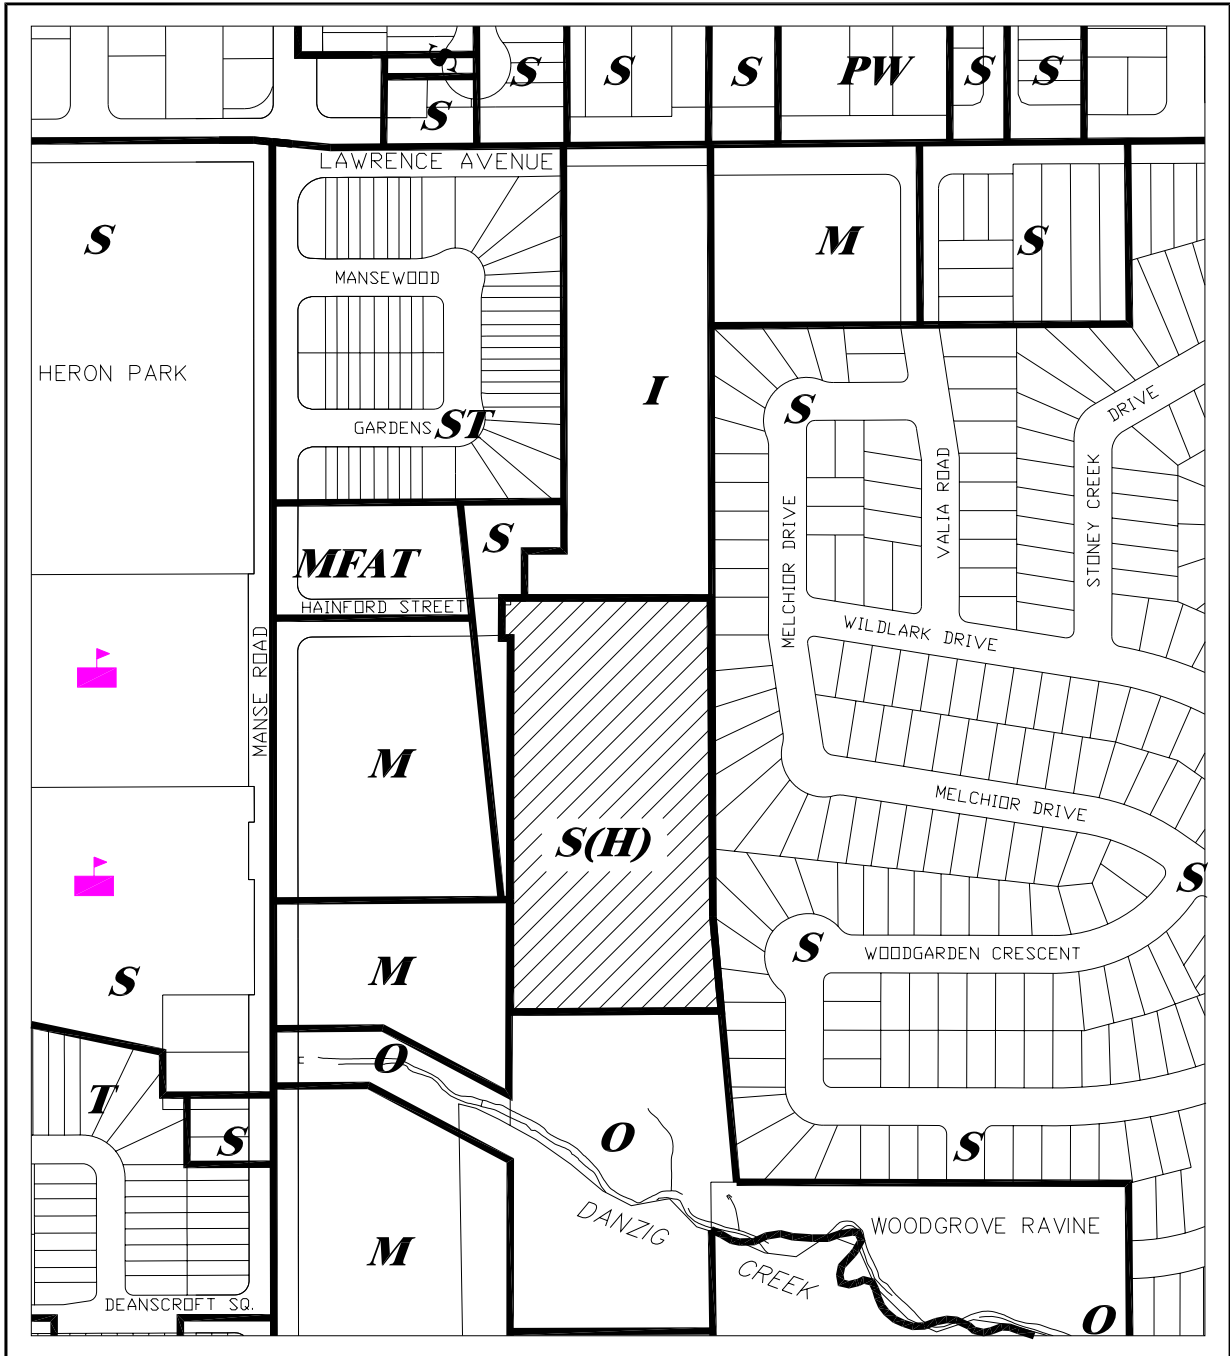 S
S
S
S
S
PW
S
S
LAWRENCE AVENUE
S
M
S
MANSEWOOD
HERON PARK
I
S
DRIVE
GARDENS
ST
VALIA ROAD
STONEY CREEK
MELCHIOR DRIVE
S
MFAT
HAINFORD STREET
WILDLARK DRIVE
MANSE ROAD
M
MELCHIOR DRIVE
S(H)
S
S
WOODGARDEN CRESCENT
M
S
O
T
S
O
S
DANZIG
WOODGROVE RAVINE
M
CREEK
DEANSCROFT SQ.
O